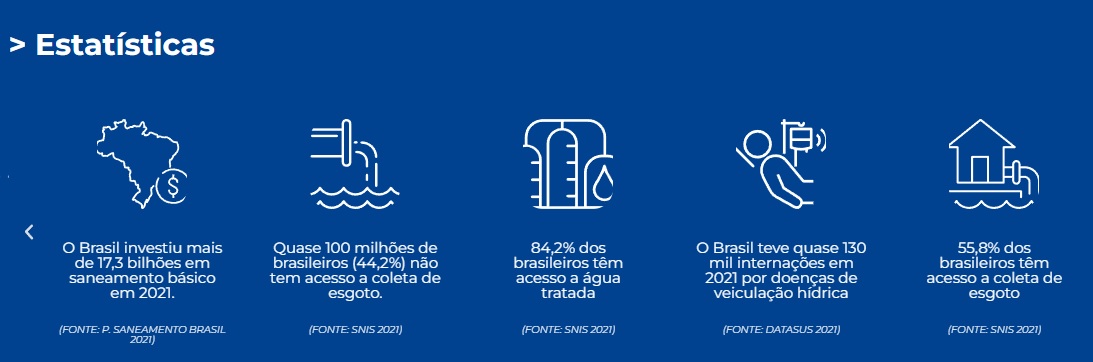 > Estatísticas
$
O Brasil investiu mais
de 17,3 bilhões em
saneamento básico
em 2021.
(FONTE: P. SANEAMENTO BRASIL
2021)
Quase 100 milhões de
brasileiros (44,2%) não
tem acesso a coleta de
esgoto.
(FONTE: SNIS 2021)
84,2% dos
brasileiros têm
acesso a água
tratada
(FONTE: SNIS 2021)
O Brasil teve quase 130
mil internações em
2021 por doenças de
veiculação hídrica
(FONTE: DATASUS 2021)
55,8% dos
brasileiros têm
acesso a coleta de
esgoto
(FONTE: SNIS 2021)